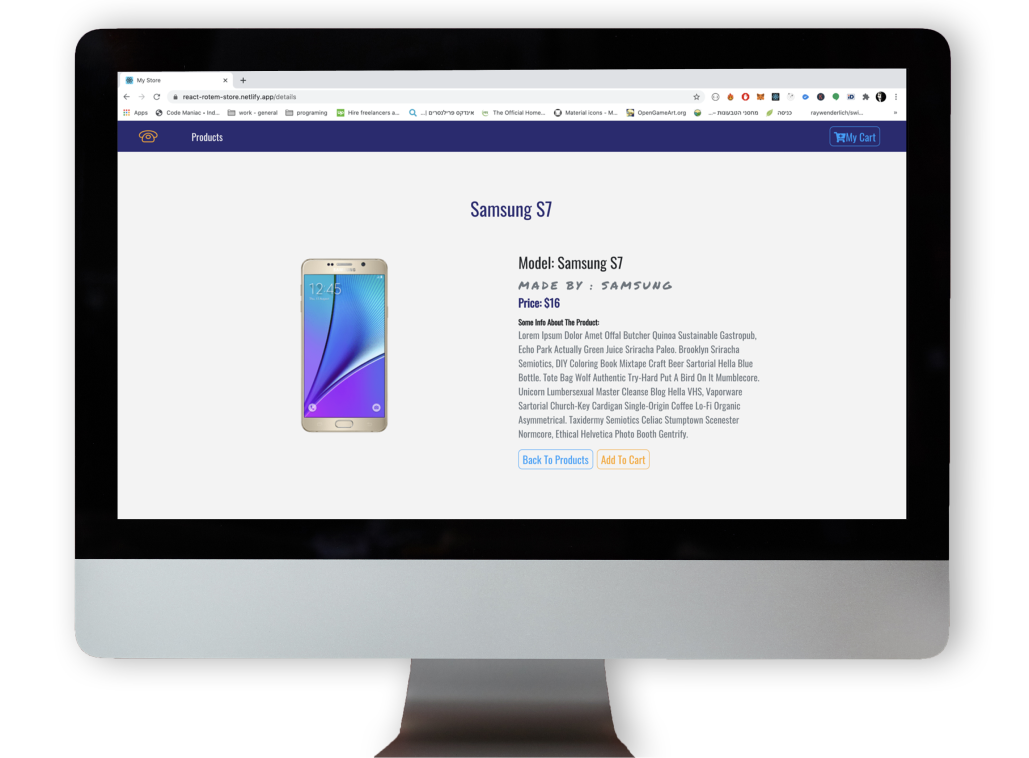 My Store
react-rotem-store.netlify.app/details
Apps Code Maniac • Ind... work - general programing Hire freelancers a... אינדקס פרילנסרים |... The Official Home... Material icons - M... OpenGameArt.org מחסני הטבעונות –... כניסה raywenderlich/swi... »
Products
My Cart
Samsung S7
12:45
Model: Samsung S7
MADE BY : SAMSUNG
Price: $16
Some Info About The Product:
Lorem Ipsum Dolor Amet Offal Butcher Quinoa Sustainable Gastropub,
Echo Park Actually Green Juice Sriracha Paleo. Brooklyn Sriracha
Semiotics, DIY Coloring Book Mixtape Craft Beer Sartorial Hella Blue
Bottle. Tote Bag Wolf Authentic Try-Hard Put A Bird On It Mumblecore.
Unicorn Lumbersexual Master Cleanse Blog Hella VHS, Vaporware
Sartorial Church-Key Cardigan Single-Origin Coffee Lo-Fi Organic
Asymmetrical. Taxidermy Semiotics Celiac Stumptown Scenester
Normcore, Ethical Helvetica Photo Booth Gentrify.
Back To Products Add To Cart